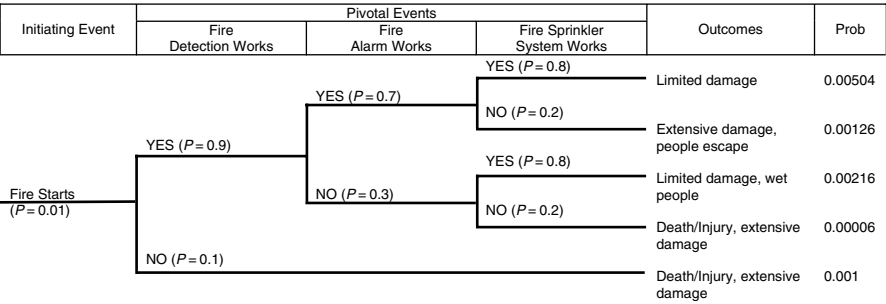 Pivotal Events
Initiating Event
Fire
Detection Works
Fire
Alarm Works
Fire Sprinkler
System Works
Outcomes
Prob
YES (P = 0.8)
Limited damage
0.00504
YES (P = 0.7)
NO (P = 0.2)
Extensive damage,
people escape
0.00126
YES (P = 0.9)
YES (P = 0.8)
Limited damage, wet
people
0.00216
Fire Starts
(P = 0.01)
NO (P = 0.3)
NO (P = 0.2)
Death/Injury, extensive
damage
0.00006
NO (P = 0.1)
Death/Injury, extensive
damage
0.001